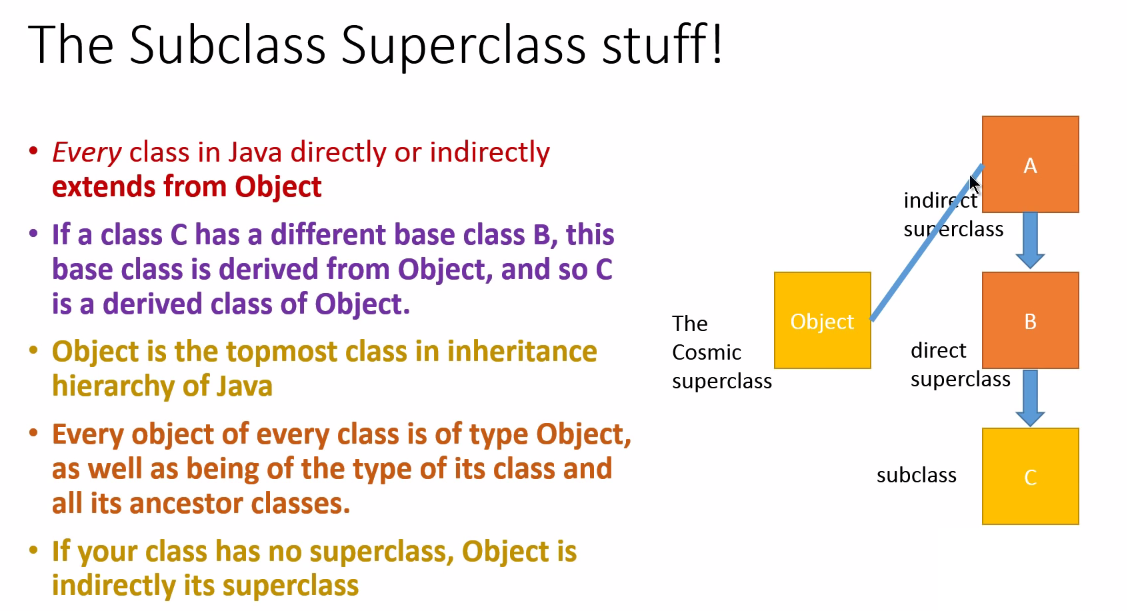 The Subclass Superclass stuff!
• Every class in Java directly or indirectly
extends from Object
• If a class C has a different base class B, this
base class is derived from Object, and so C
is a derived class of Object.
• Object is the topmost class in inheritance
hierarchy of Java
• Every object of every class is of type Object,
as well as being of the type of its class and
all its ancestor classes.
• If your class has no superclass, Object is
indirectly its superclass
A
indirect
superclass
The
Cosmic
superclass
Object
B
direct
superclass
subclass
C